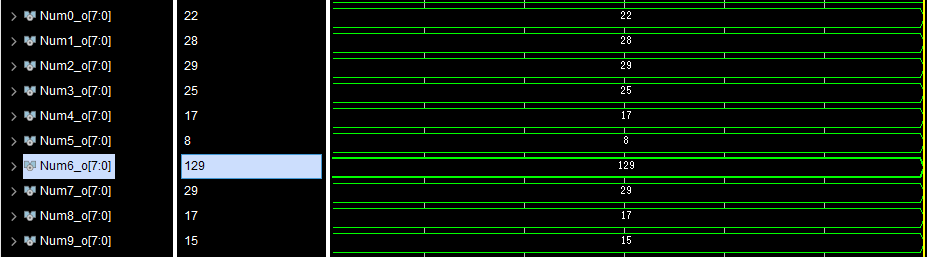 Num0_o[7:0] 22 22
Num1_o[7:0] 28 28
Num2_o[7:0] 29 29
Num3_o[7:0] 25 25
Num4_o[7:0] 17 17
Num5_o[7:0] 8 8
Num6_o[7:0] 129 129
Num7_o[7:0] 29 29
Num8_o[7:0] 17 17
Num9_o[7:0] 15 15